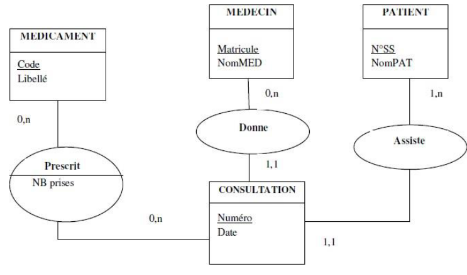 MEDICAMENT
Code
Libellé
MEDECIN
Matricule
NomMED
PATIENT
N°SS
NomPAT
0,n
0,n
1,n
Donne
Assiste
Prescrit
NB prises
1,1
CONSULTATION
Numéro
Date
0,n
1,1